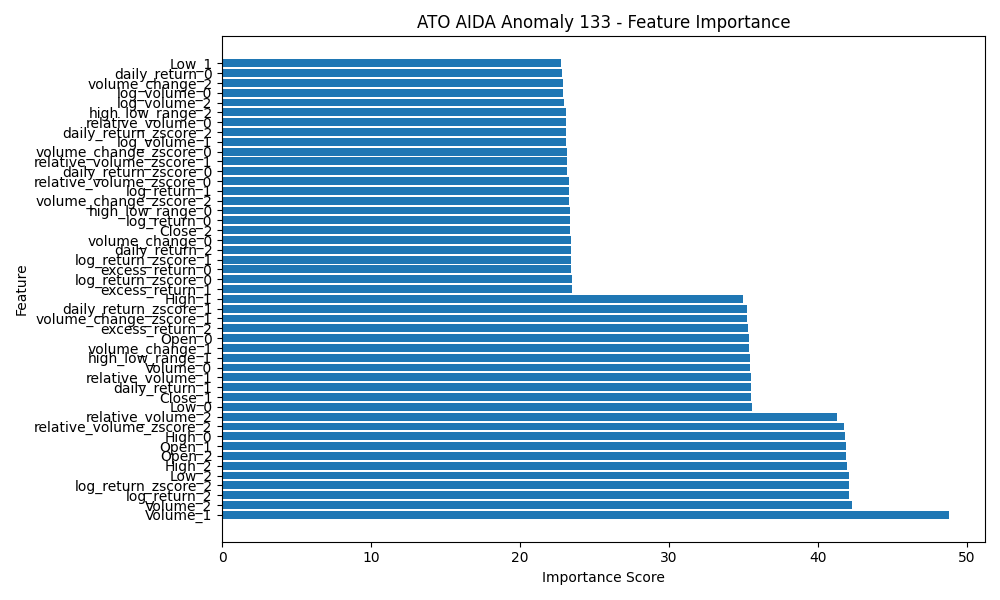 ATO AIDA Anomaly 133 - Feature Importance
Feature
Low_1
daily_return_0
volume_change_2
log_volume_0
log_volume_2
high_low_range_2
relative_volume_0
daily_return_zscore_2
log_volume_1
volume_change_zscore_0
relative_volume_zscore_1
daily_return_zscore_0
relative_volume_zscore_0
log_return_1
volume_change_zscore_2
high_low_range_0
log_return_0
Close_2
volume_change_0
daily_return_2
log_return_zscore_1
excess_return_0
log_return_zscore_0
excess_return_1
High_1
daily_return_zscore_1
volume_change_zscore_1
excess_return_2
Open_0
volume_change_1
high_low_range_1
Volume_0
relative_volume_1
daily_return_1
Close_1
Low_0
relative_volume_2
relative_volume_zscore_2
High_0
Open_1
Open_2
High_2
Low_2
log_return_zscore_2
log_return_2
Volume_2
Volume_1
0 10 20 30 40 50
Importance Score